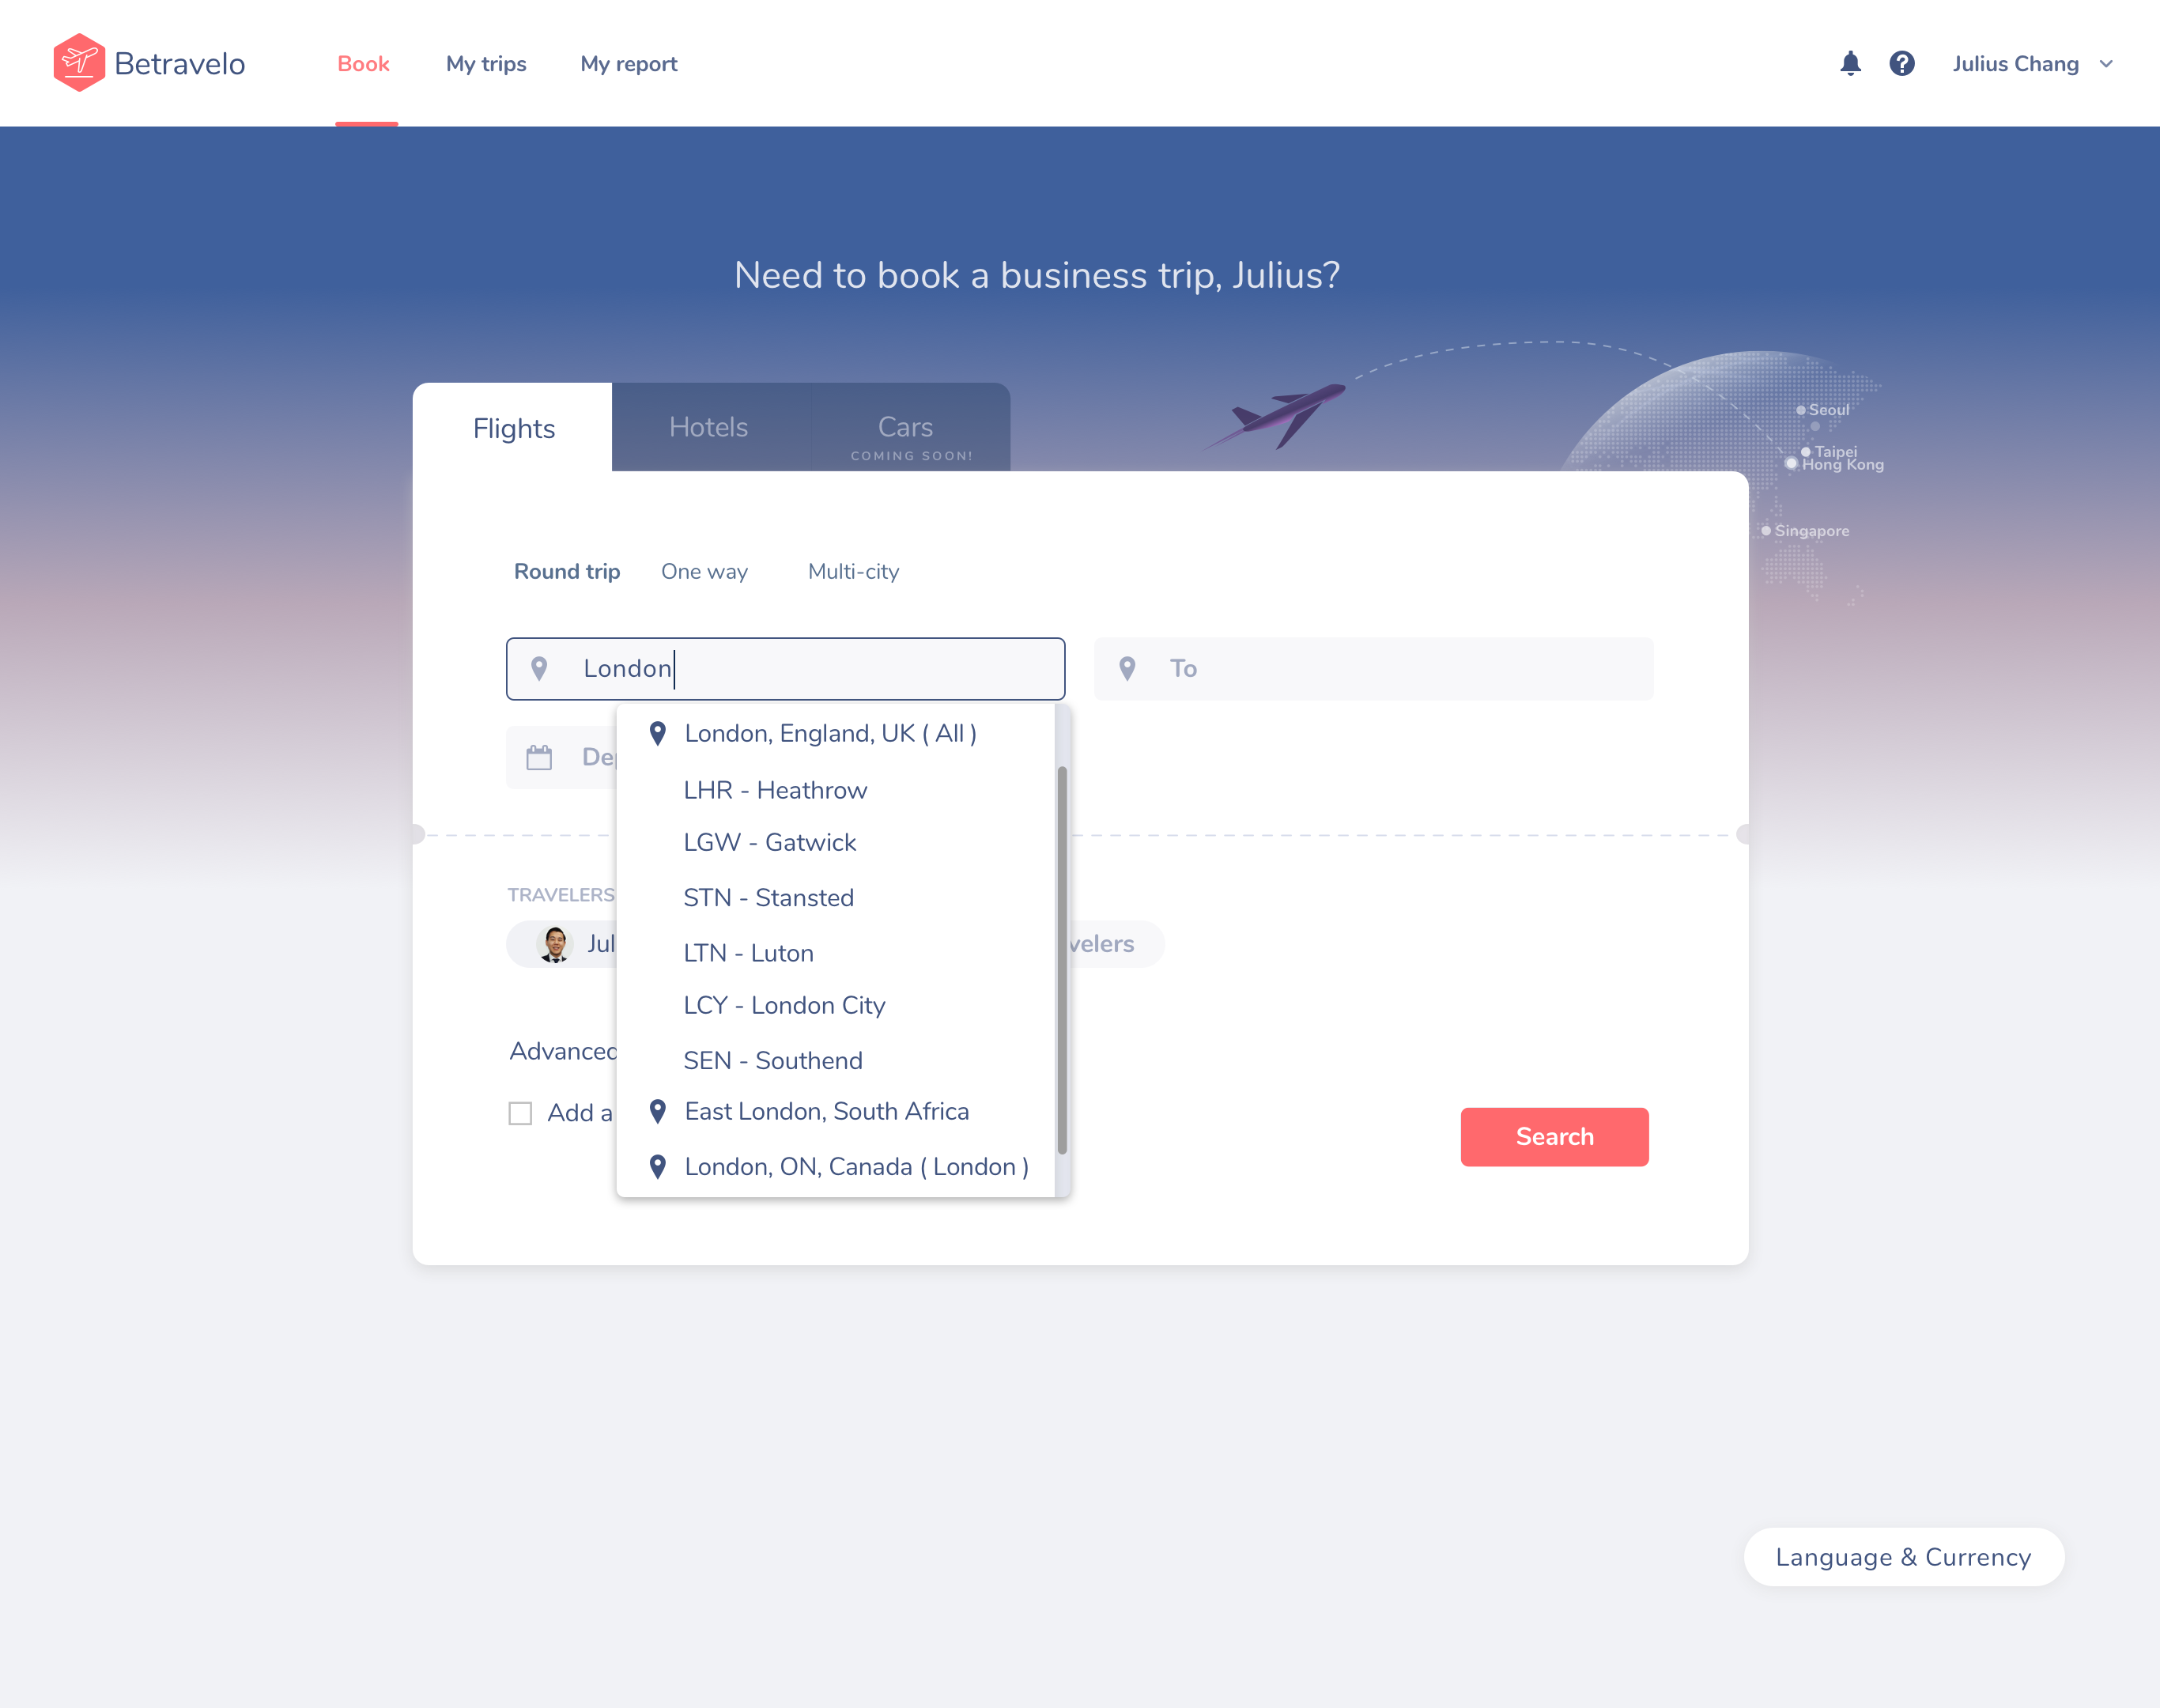 Betravelo Book My trips My report Julius Chang
Need to book a business trip, Julius?
Flights Hotels Cars
COMING SOON!
Seoul
Taipei
Hong Kong
Singapore
Round trip One way Multi-city
London To
London, England, UK ( All )
LHR - Heathrow
LGW - Gatwick
STN - Stansted
LTN - Luton
LCY - London City
SEN - Southend
East London, South Africa
London, ON, Canada ( London )
TRAVELERS
Advanced
Add a
Search
Language & Currency